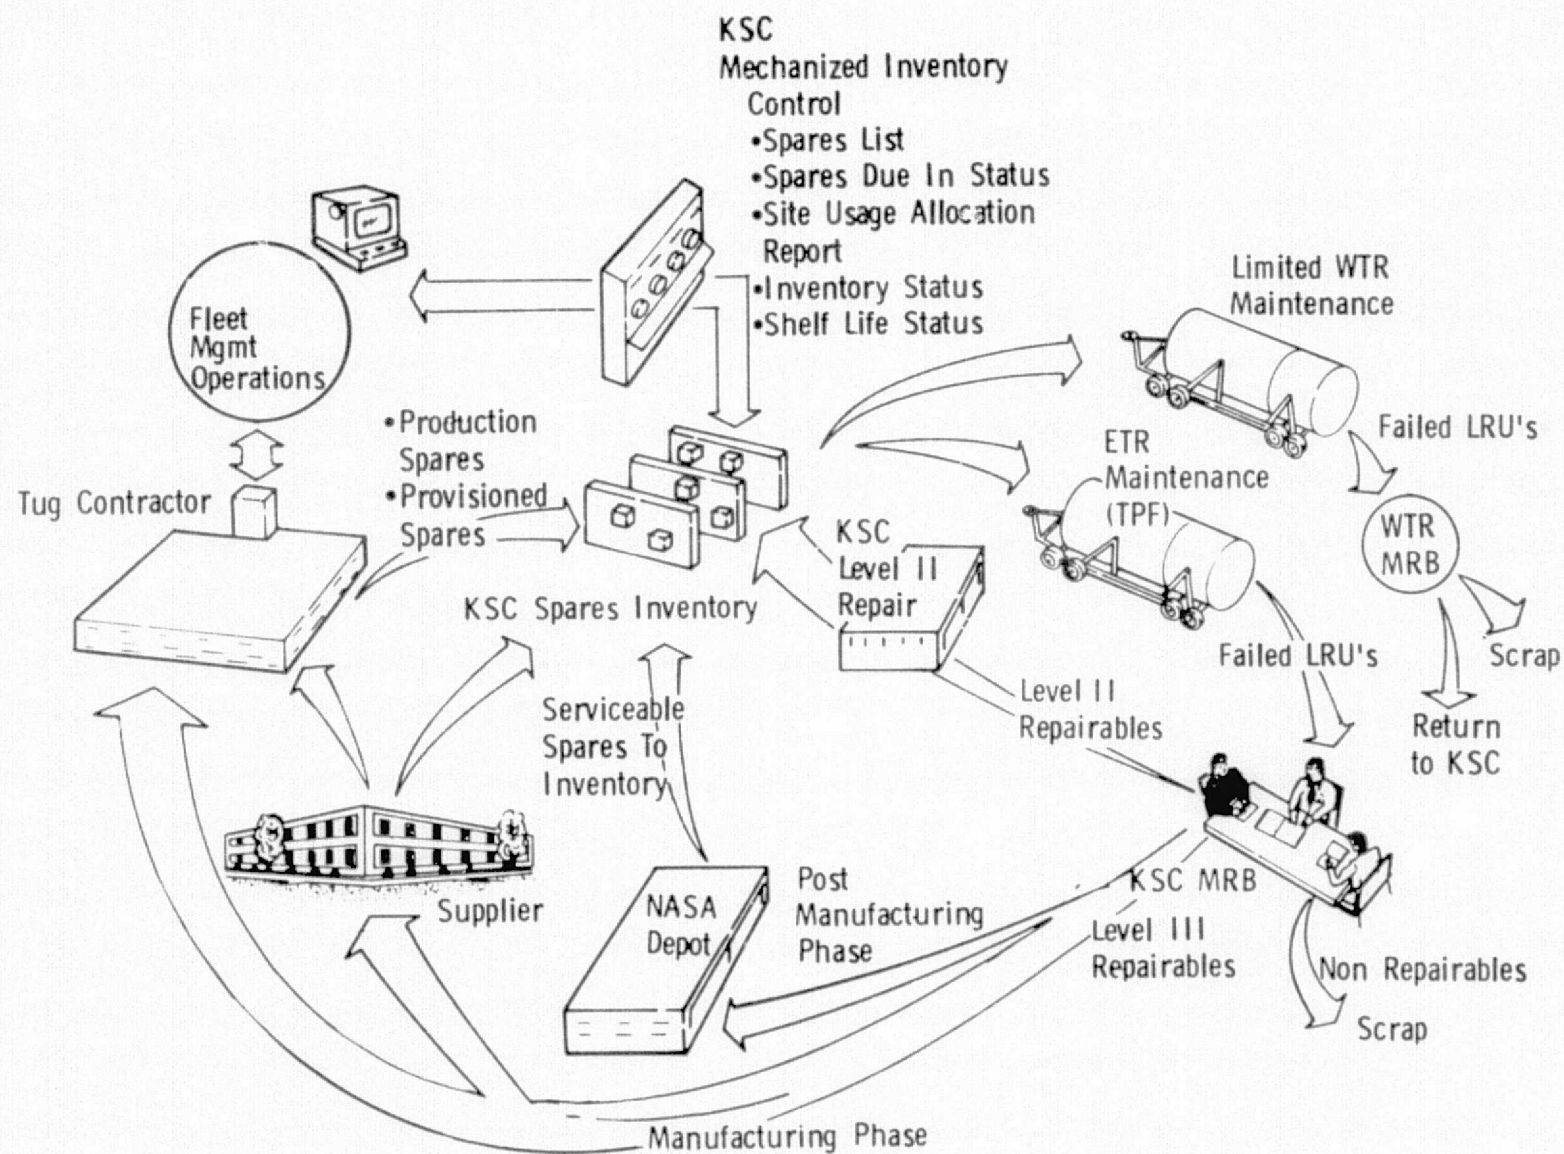 KSC
Mechanized Inventory
Control
•Spares List
•Spares Due In Status
•Site Usage Allocation
Report
•Inventory Status
•Shelf Life Status
Fleet
Mgmt
Operations
Tug Contractor
•Production
Spares
•Provisioned
Spares
KSC Spares Inventory
Limited WTR
Maintenance
Failed LRU's
ETR
Maintenance
(TPF)
WTR
MRB
Scrap
Return
to KSC
KSC
Level II
Repair
Failed LRU's
Level II
Repairables
Serviceable
Spares To
Inventory
Supplier
NASA
Depot
Post
Manufacturing
Phase
KSC MRB
Level III
Repairables
Non Repairables
Scrap
Manufacturing Phase